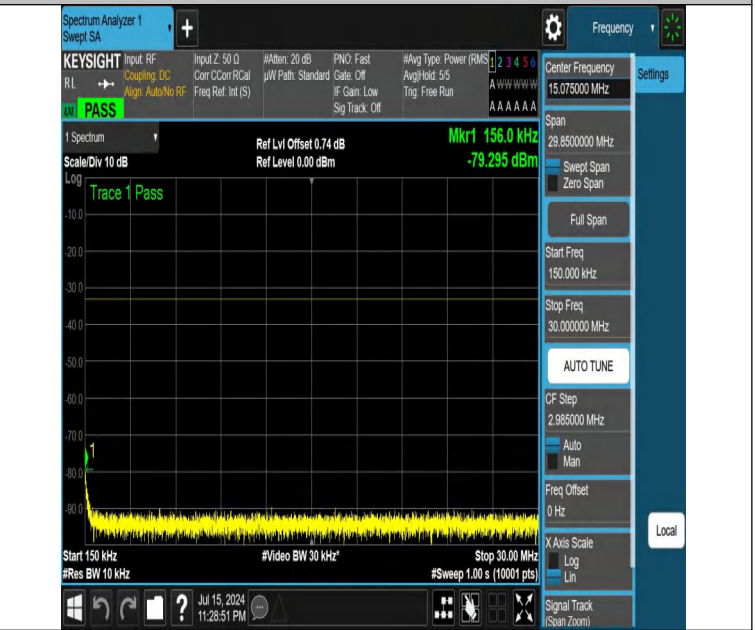 Spectrum Analyzer 1
Swept SA
+
Frequency
KEYSIGHT
RL
PASS
Input: RF
Coupling: DC
Align: Auto/No RF
Input Z: 50 Ω
Corr CCorr RCal
Freq Ref: Int (S)
#Atten: 20 dB
µW Path: Standard
PNO: Fast
Gate: Off
IF Gain: Low
Sig Track: Off
#Avg Type: Power (RMS
Avg|Hold: 5/5
Trig: Free Run
1 2 3 4 5 6
A W W W W W
A A A A A A
Settings
1 Spectrum
Scale/Div 10 dB
Ref Lvl Offset 0.74 dB
Ref Level 0.00 dBm
Mkr1 156.0 kHz
-79.295 dBm
Log
Trace 1 Pass
-10.0
-20.0
-30.0
-40.0
-50.0
-60.0
-70.0
1
-80.0
-90.0
Start 150 kHz
#Video BW 30 kHz*
Stop 30.00 MHz
#Res BW 10 kHz
#Sweep 1.00 s (10001 pts)
Center Frequency
15.075000 MHz
Span
29.8500000 MHz
Swept Span
Zero Span
Full Span
Start Freq
150.000 kHz
Stop Freq
30.000000 MHz
AUTO TUNE
CF Step
2.985000 MHz
Auto
Man
Freq Offset
0 Hz
X Axis Scale
Log
Lin
Signal Track
(Span Zoom)
Local
?
Jul 15, 2024
11:28:51 PM